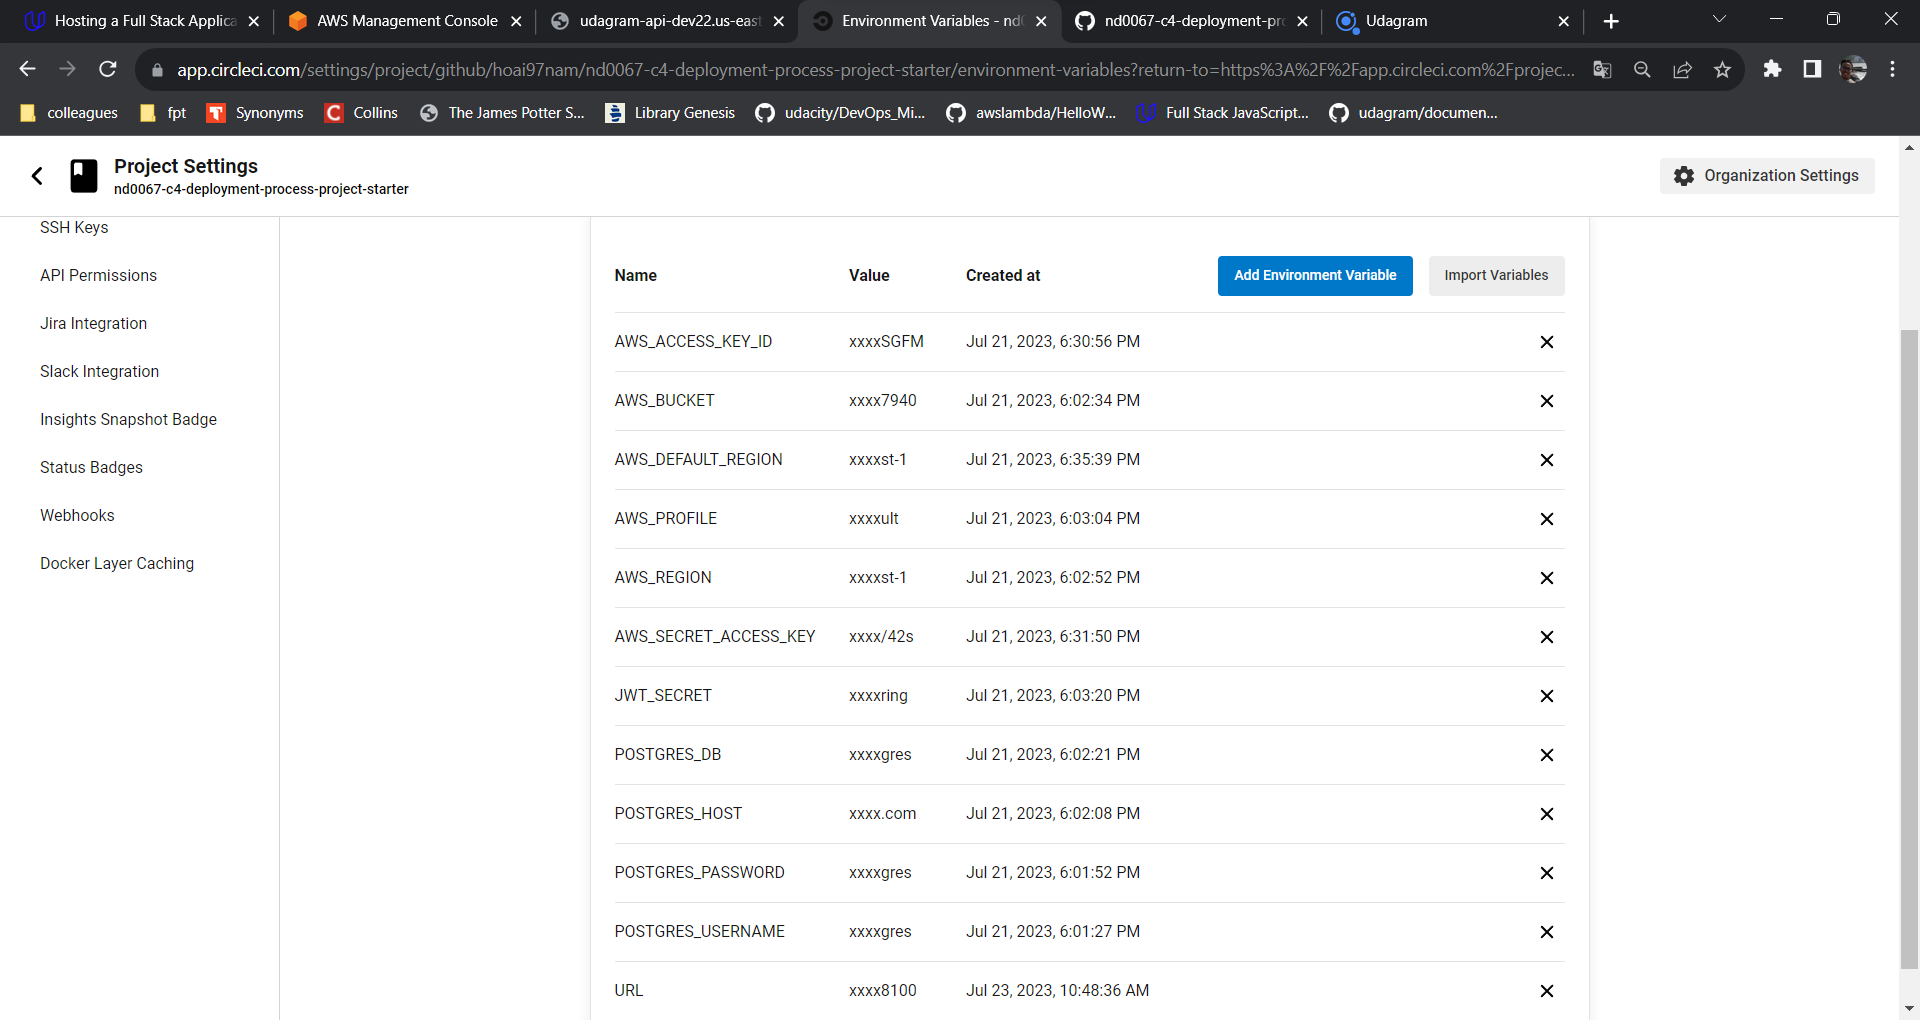 Hosting a Full Stack Applica
AWS Management Console
udagram-api-dev22.us-east
Environment Variables - nd0
nd0067-c4-deployment-pro
Udagram
app.circleci.com/settings/project/github/hoai97nam/nd0067-c4-deployment-process-project-starter/environment-variables?return-to=https%3A%2F%2Fapp.circleci.com%2Fprojec...
colleagues
fpt
Synonyms
Collins
The James Potter S...
Library Genesis
udacity/DevOps_Mi...
awslambda/HelloW...
Full Stack JavaScript...
udagram/documen...
Project Settings
nd0067-c4-deployment-process-project-starter
Organization Settings
SSH Keys
API Permissions
Jira Integration
Slack Integration
Insights Snapshot Badge
Status Badges
Webhooks
Docker Layer Caching
Name Value Created at
Add Environment Variable
Import Variables
AWS_ACCESS_KEY_ID xxxxSGFM Jul 21, 2023, 6:30:56 PM
AWS_BUCKET xxxx7940 Jul 21, 2023, 6:02:34 PM
AWS_DEFAULT_REGION xxxxst-1 Jul 21, 2023, 6:35:39 PM
AWS_PROFILE xxxxult Jul 21, 2023, 6:03:04 PM
AWS_REGION xxxxst-1 Jul 21, 2023, 6:02:52 PM
AWS_SECRET_ACCESS_KEY xxxx/42s Jul 21, 2023, 6:31:50 PM
JWT_SECRET xxxxring Jul 21, 2023, 6:03:20 PM
POSTGRES_DB xxxxgres Jul 21, 2023, 6:02:21 PM
POSTGRES_HOST xxxx.com Jul 21, 2023, 6:02:08 PM
POSTGRES_PASSWORD xxxxgres Jul 21, 2023, 6:01:52 PM
POSTGRES_USERNAME xxxxgres Jul 21, 2023, 6:01:27 PM
URL xxxx8100 Jul 23, 2023, 10:48:36 AM